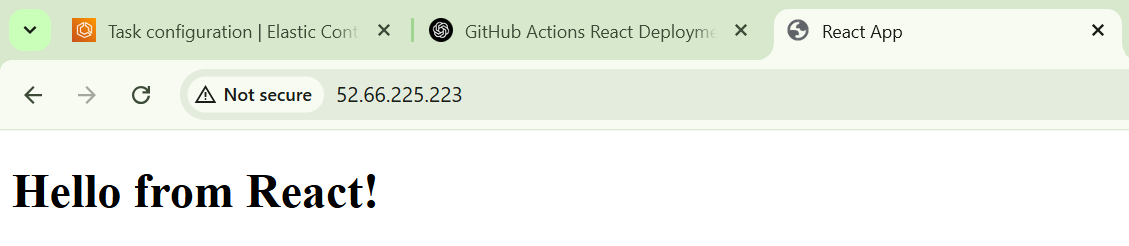 Task configuration | Elastic Cont
GitHub Actions React Deployme
React App
Not secure
52.66.225.223
Hello from React!